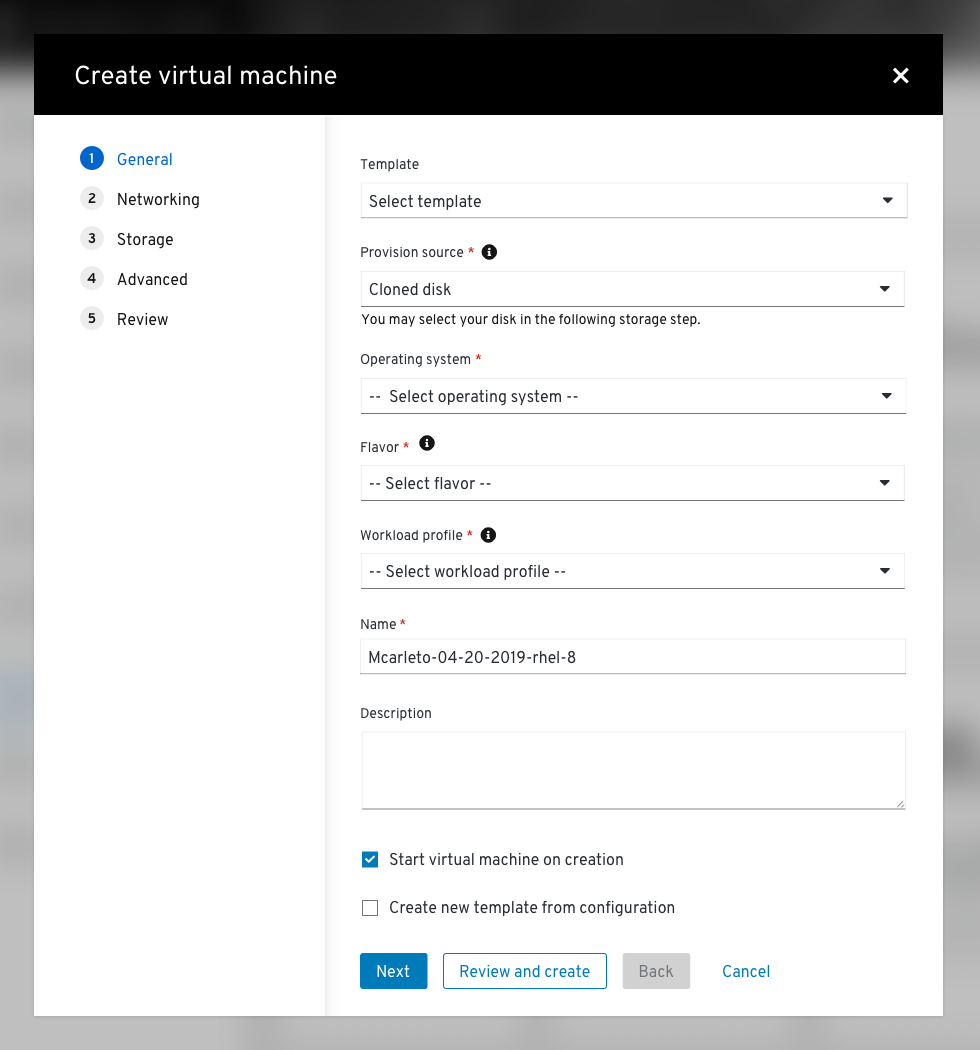 Create virtual machine
1 General
2 Networking
3 Storage
4 Advanced
5 Review
Template
Select template
Provision source *
Cloned disk
You may select your disk in the following storage step.
Operating system *
-- Select operating system --
Flavor *
-- Select flavor --
Workload profile *
-- Select workload profile --
Name *
Mcarleto-04-20-2019-rhel-8
Description
Start virtual machine on creation
Create new template from configuration
Next Review and create Back Cancel